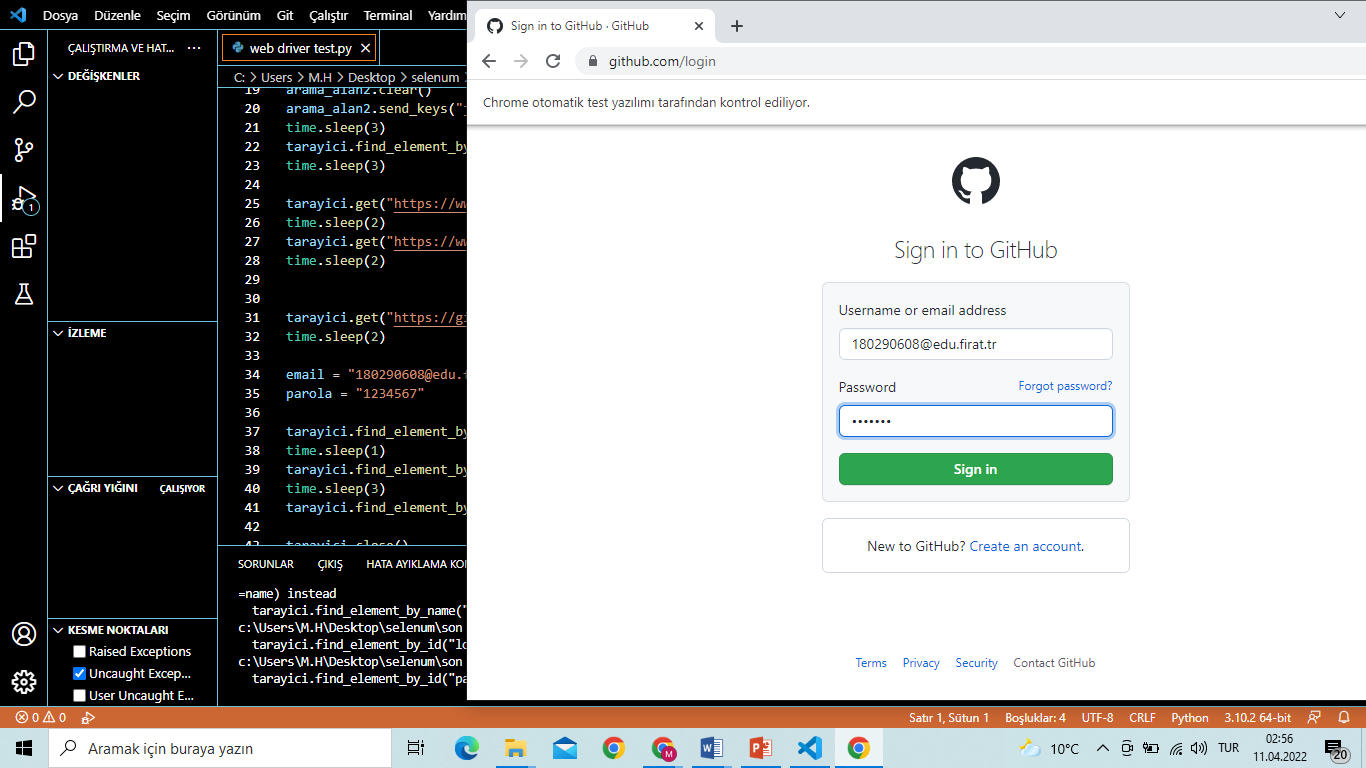 Dosya Düzenle Seçim Görünüm Git Çalıştır Terminal Yardım
ÇALIŞTIRMA VE HAT... ...
DEĞİŞKENLER
İZLEME
ÇAĞRI YIĞINI ÇALIŞIYOR
KESME NOKTALARI
Raised Exceptions
Uncaught Excep...
User Uncaught E...
1
web driver test.py
C: > Users > M.H > Desktop > selenum
19 arama_alan2.clear()
20 arama_alan2.send_keys("
21 time.sleep(3)
22 tarayici.find_element_by
23 time.sleep(3)
24
25 tarayici.get("https://ww
26 time.sleep(2)
27 tarayici.get("https://ww
28 time.sleep(2)
29
30
31 tarayici.get("https://gi
32 time.sleep(2)
33
34 email = "180290608@edu.f
35 parola = "1234567"
36
37 tarayici.find_element_by
38 time.sleep(1)
39 tarayici.find_element_by
40 time.sleep(3)
41 tarayici.find_element_by
42
43 tarayici.close()
SORUNLAR ÇIKIŞ HATA AYIKLAMA KON
=name) instead
tarayici.find_element_by_name("
c:\Users\M.H\Desktop\selenum\son
tarayici.find_element_by_id("lo
c:\Users\M.H\Desktop\selenum\son
tarayici.find_element_by_id("pa
Sign in to GitHub · GitHub
github.com/login
Chrome otomatik test yazılımı tarafından kontrol ediliyor.
Sign in to GitHub
Username or email address
180290608@edu.firat.tr
Password Forgot password?
•••••••
Sign in
New to GitHub? Create an account.
Terms Privacy Security Contact GitHub
0 0
Satır 1, Sütun 1 Boşluklar: 4 UTF-8 CRLF Python 3.10.2 64-bit
Aramak için buraya yazın
M
10°C
TUR
02:56
11.04.2022
20